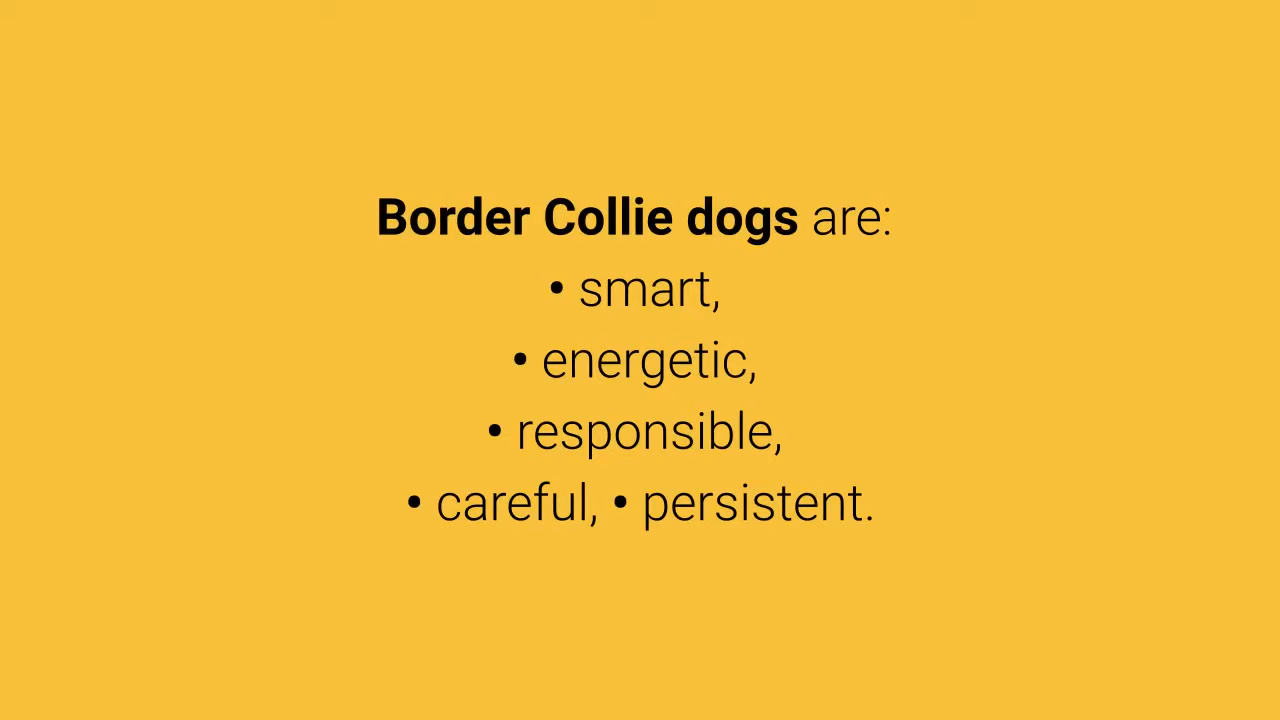 Border Collie dogs are:
• smart,
• energetic,
• responsible,
• careful, • persistent.